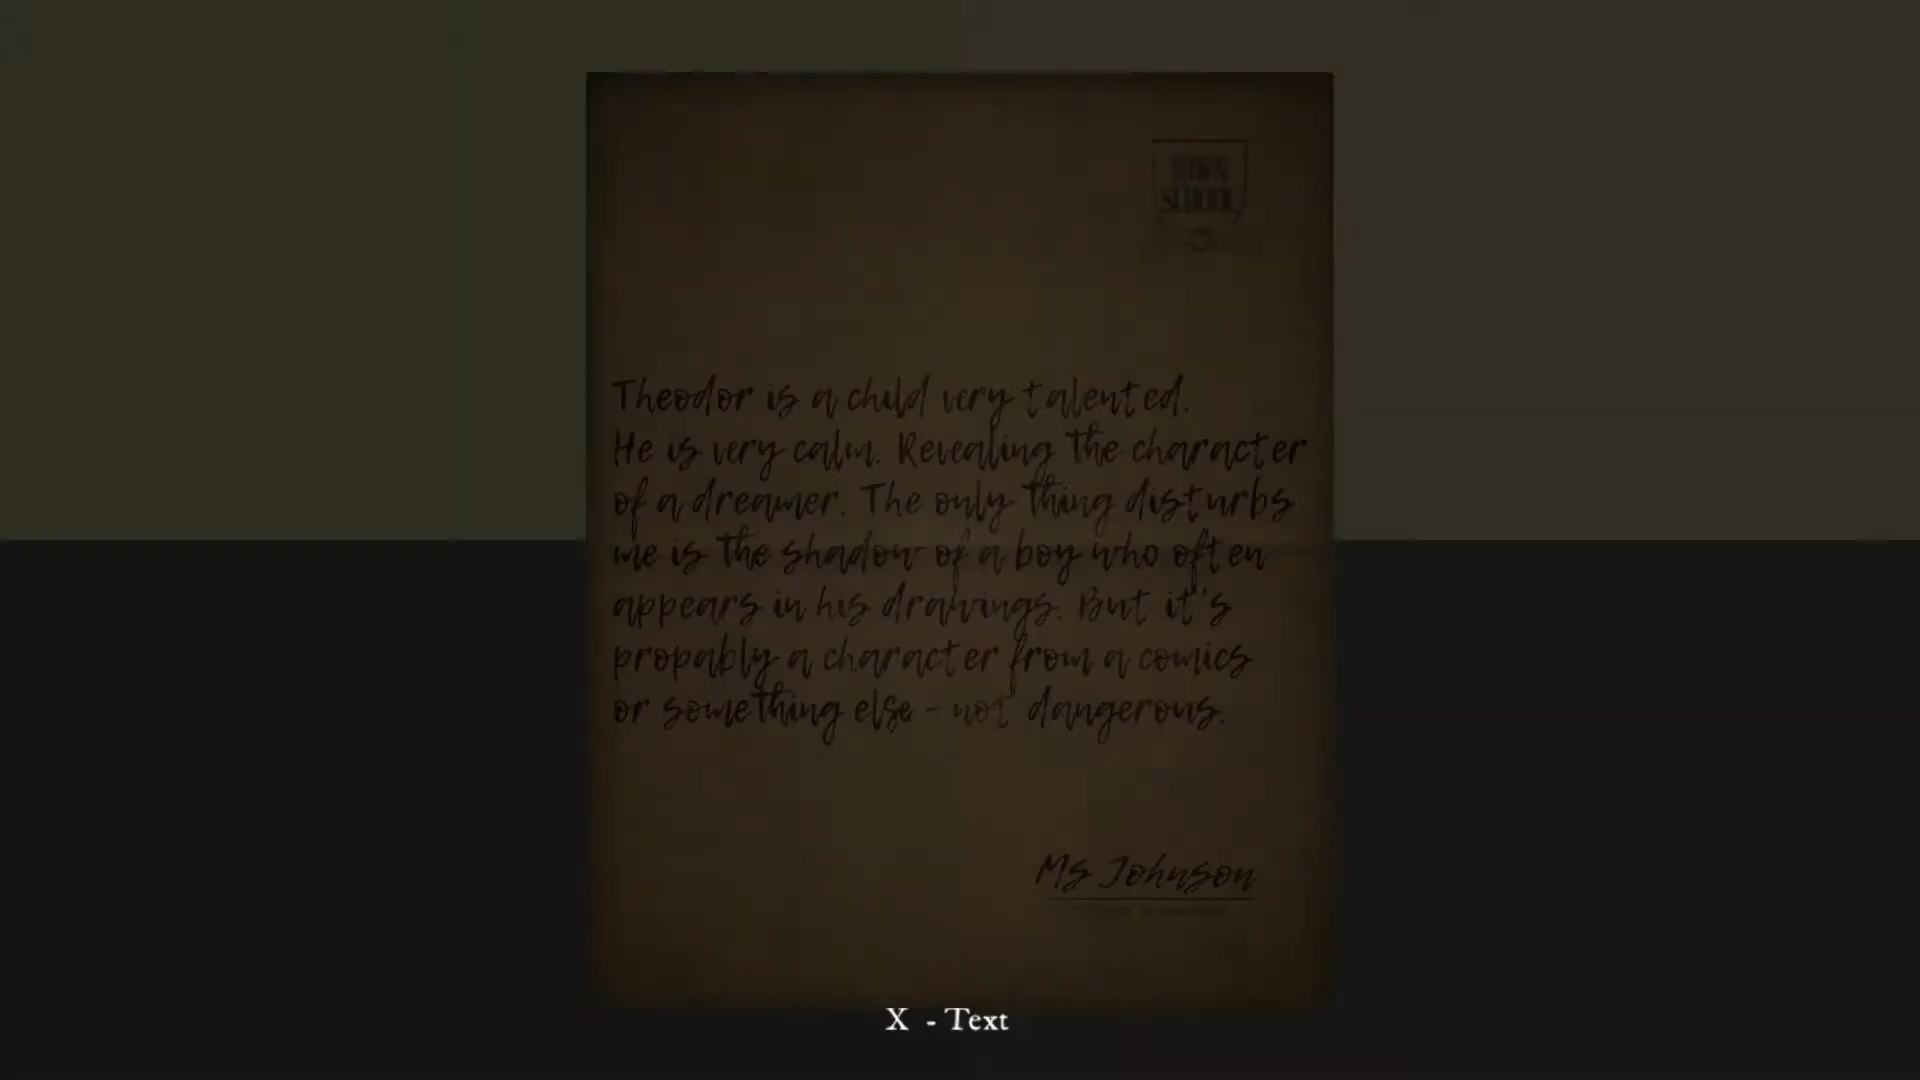 SCHOOL
Theodor is a child very talented.
He is very calm. Revealing the character
of a dreamer. The only thing disturbs
me is the shadow of a boy who often
appears in his drawings. But it's
propably a character from a comics
or something else - not dangerous.
Ms Johnson
X - Text